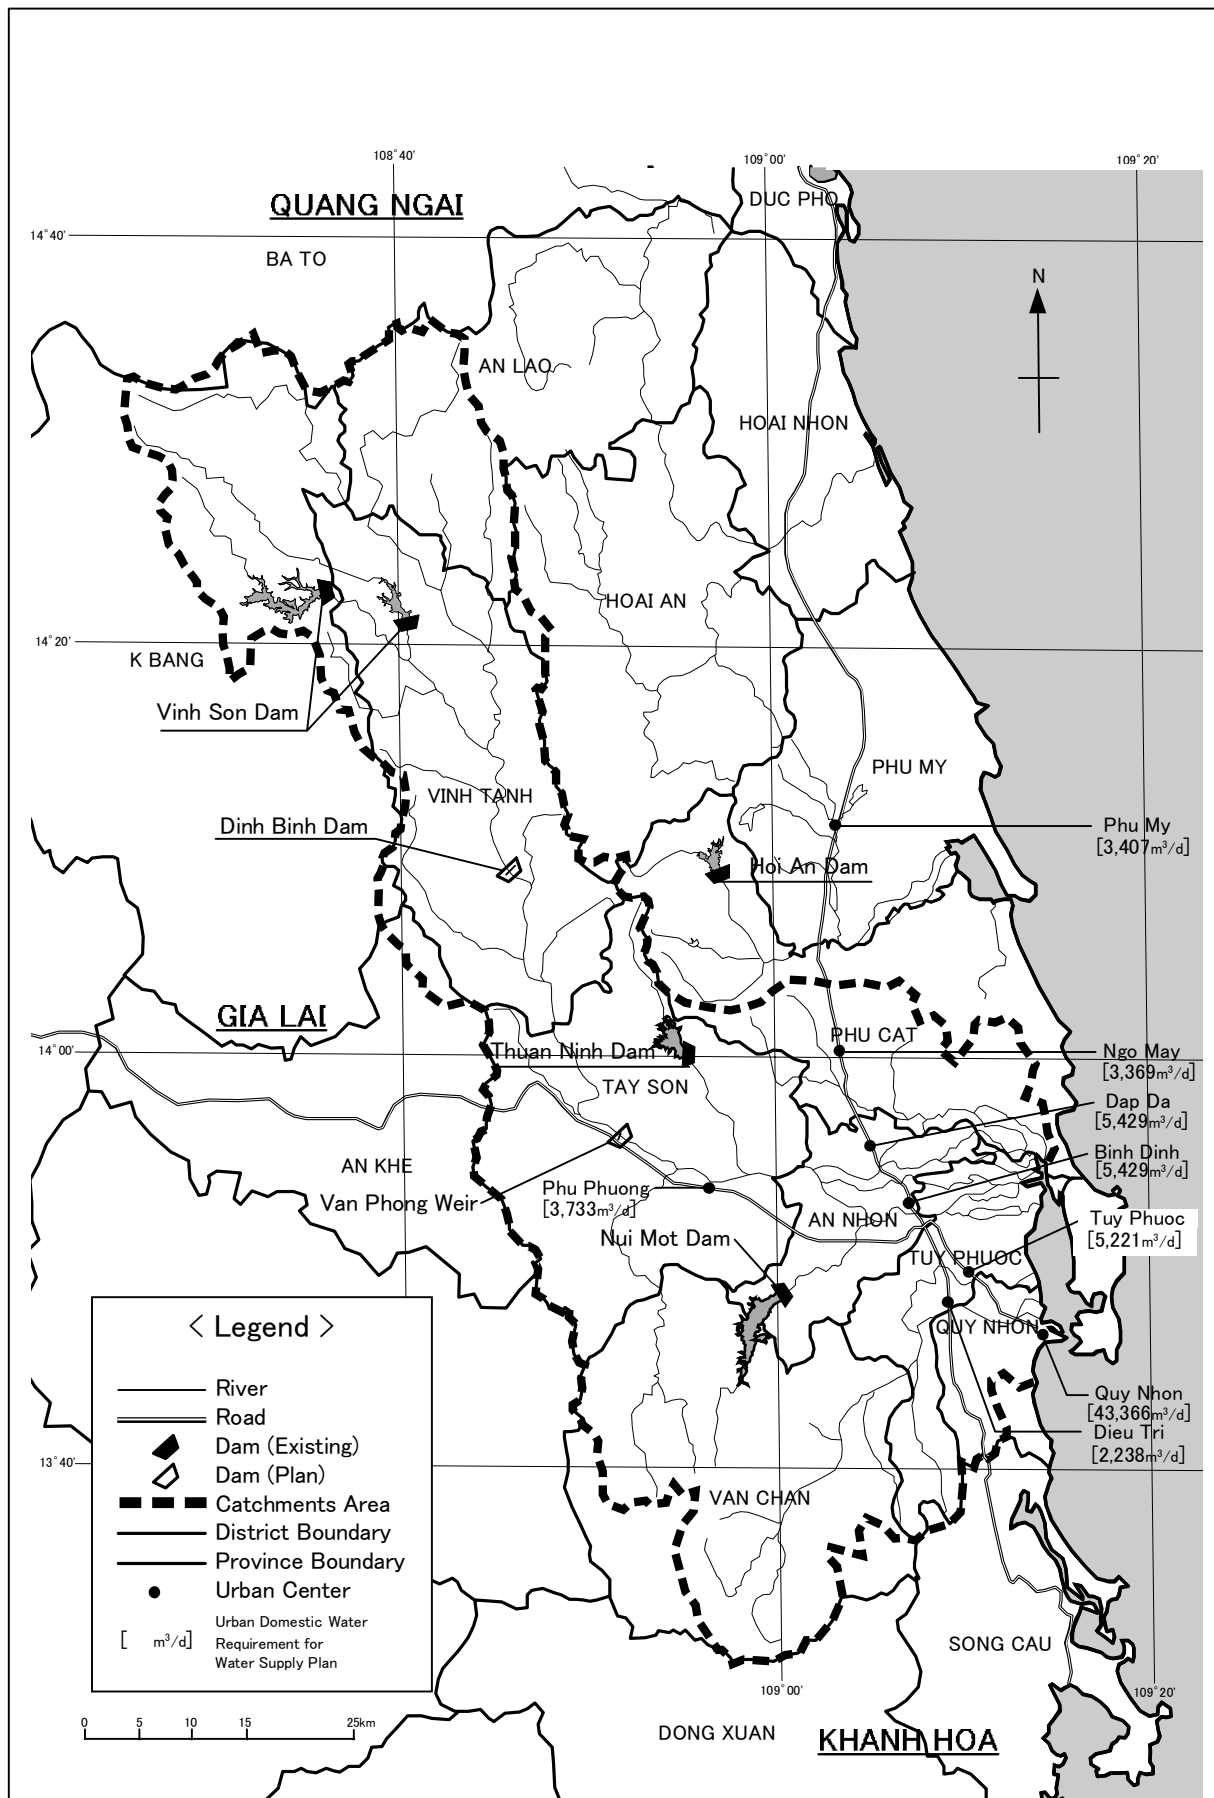 108°40'
109°00'
109°20'
QUANG NGAI
DUC PHO
14°40'
BA TO
N
AN LAO
HOAI NHON
HOAI AN
14°20'
K BANG
Vinh Son Dam
PHU MY
VINH TANH
Dinh Binh Dam
Phu My
[3,407m³/d]
Hoi An Dam
GIA LAI
PHU CAT
14°00'
Thuan Ninh Dam
Ngo May
[3,369m³/d]
TAY SON
Dap Da
[5,429m³/d]
Binh Dinh
[5,429m³/d]
AN KHE
Van Phong Weir
Phu Phuong
[3,733m³/d]
AN NHON
Tuy Phuoc
[5,221m³/d]
Nui Mot Dam
TUY PHUOC
QUY NHON
Quy Nhon
[43,366m³/d]
Dieu Tri
[2,238m³/d]
13°40'
VAN CHAN
< Legend >
River
Road
Dam (Existing)
Dam (Plan)
Catchments Area
District Boundary
Province Boundary
Urban Center
[ m³/d]
Urban Domestic Water
Requirement for
Water Supply Plan
SONG CAU
109°00'
109°20'
0 5 10 15 25km
DONG XUAN
KHANH HOA